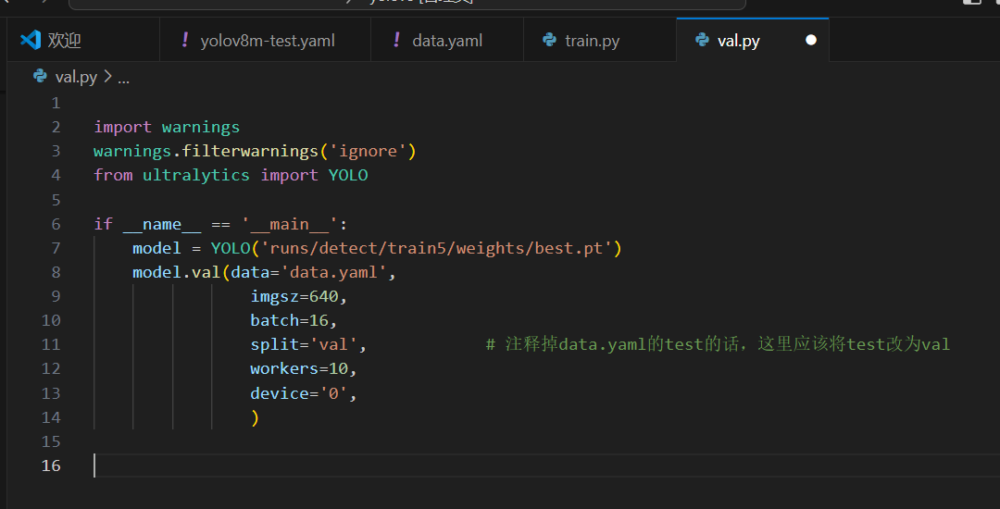 欢迎
! yolov8m-test.yaml
! data.yaml
train.py
val.py
val.py > ...
1
2 import warnings
3 warnings.filterwarnings('ignore')
4 from ultralytics import YOLO
5
6 if __name__ == '__main__':
7 model = YOLO('runs/detect/train5/weights/best.pt')
8 model.val(data='data.yaml',
9 imgsz=640,
10 batch=16,
11 split='val', # 注释掉data.yaml的test的话，这里应该将test改为val
12 workers=10,
13 device='0',
14 )
15
16